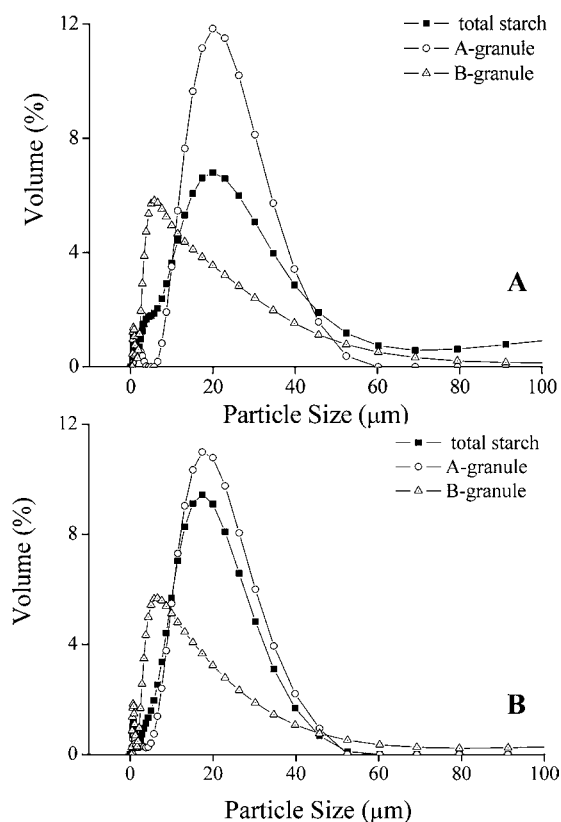 12
total starch
A-granule
B-granule
8
Volume (%)
4
A
0
0 20 40 60 80 100
Particle Size (µm)
12
total starch
A-granule
B-granule
8
Volume (%)
4
B
0
0 20 40 60 80 100
Particle Size (µm)